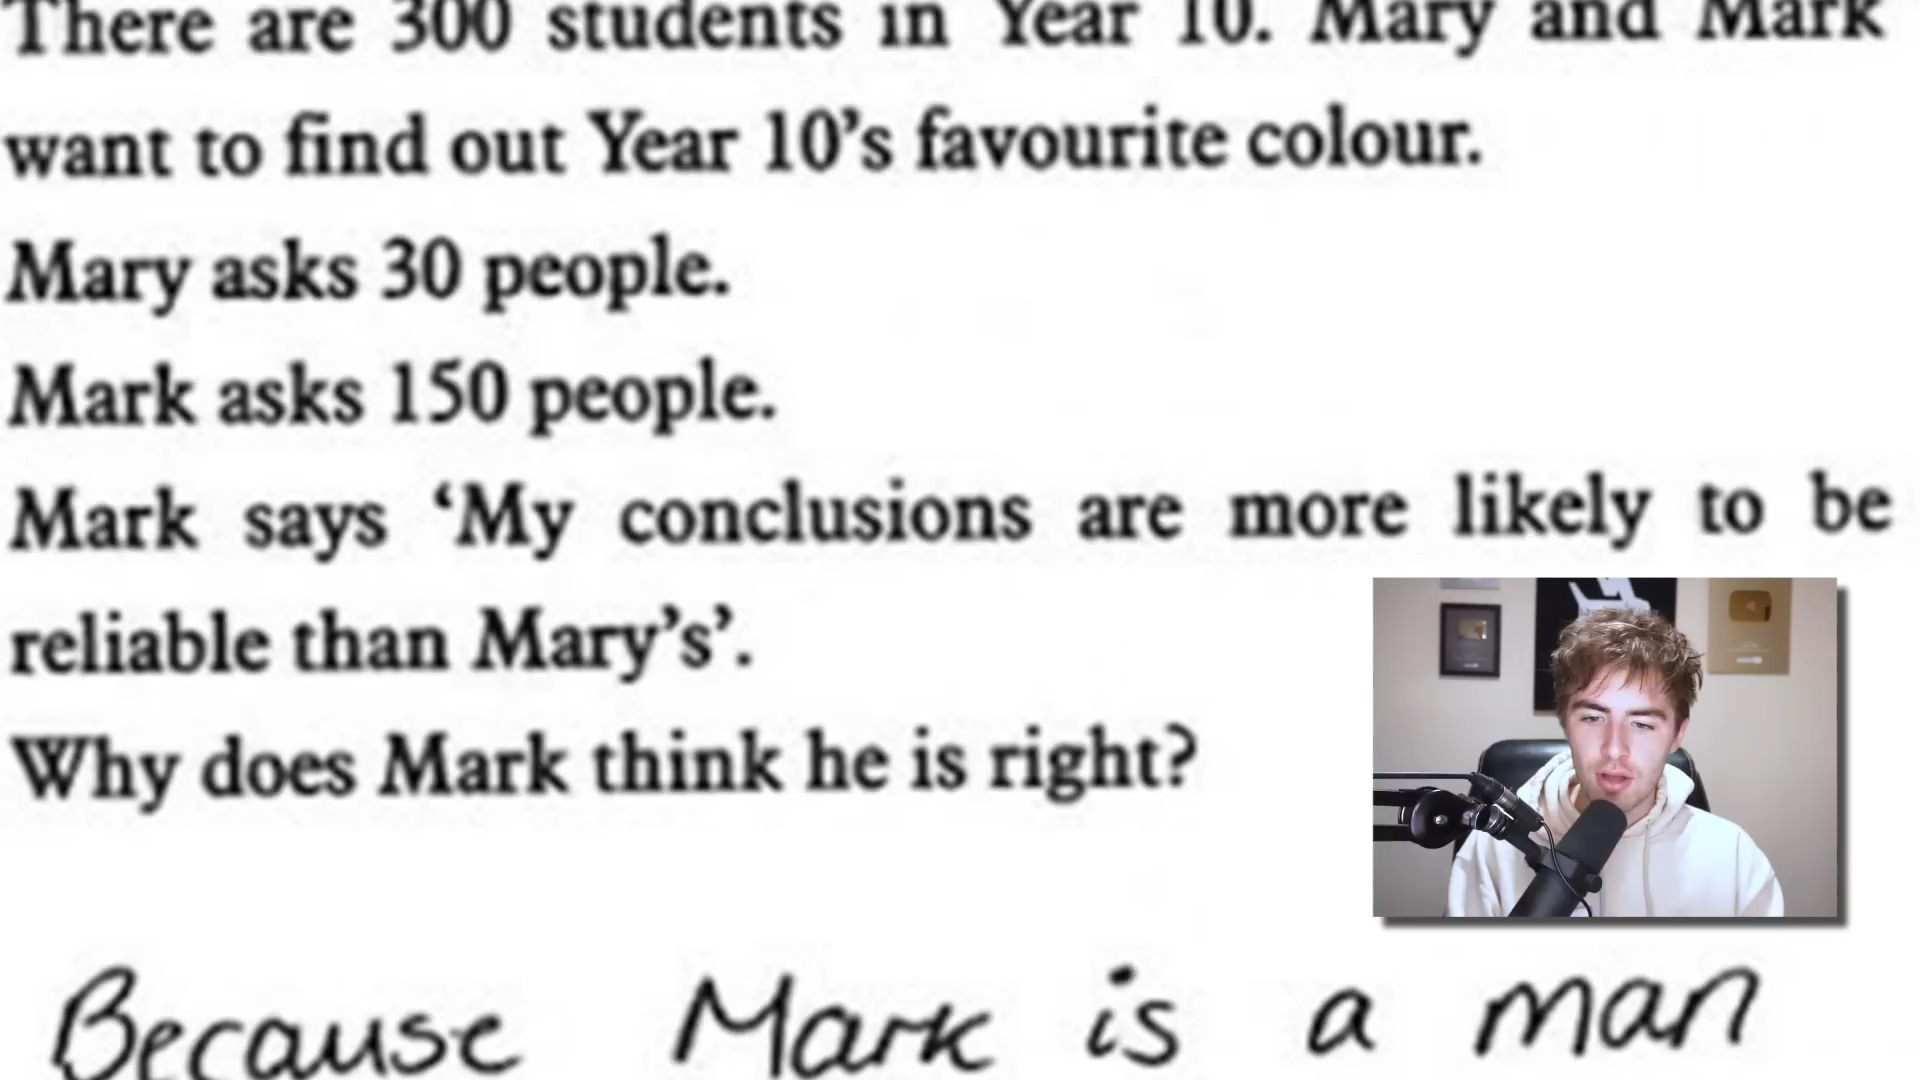 There are 300 students in Year 10. Mary and Mark
want to find out Year 10's favourite colour.
Mary asks 30 people.
Mark asks 150 people.
Mark says ‘My conclusions are more likely to be
reliable than Mary’s’.
Why does Mark think he is right?
Because Mark is a man